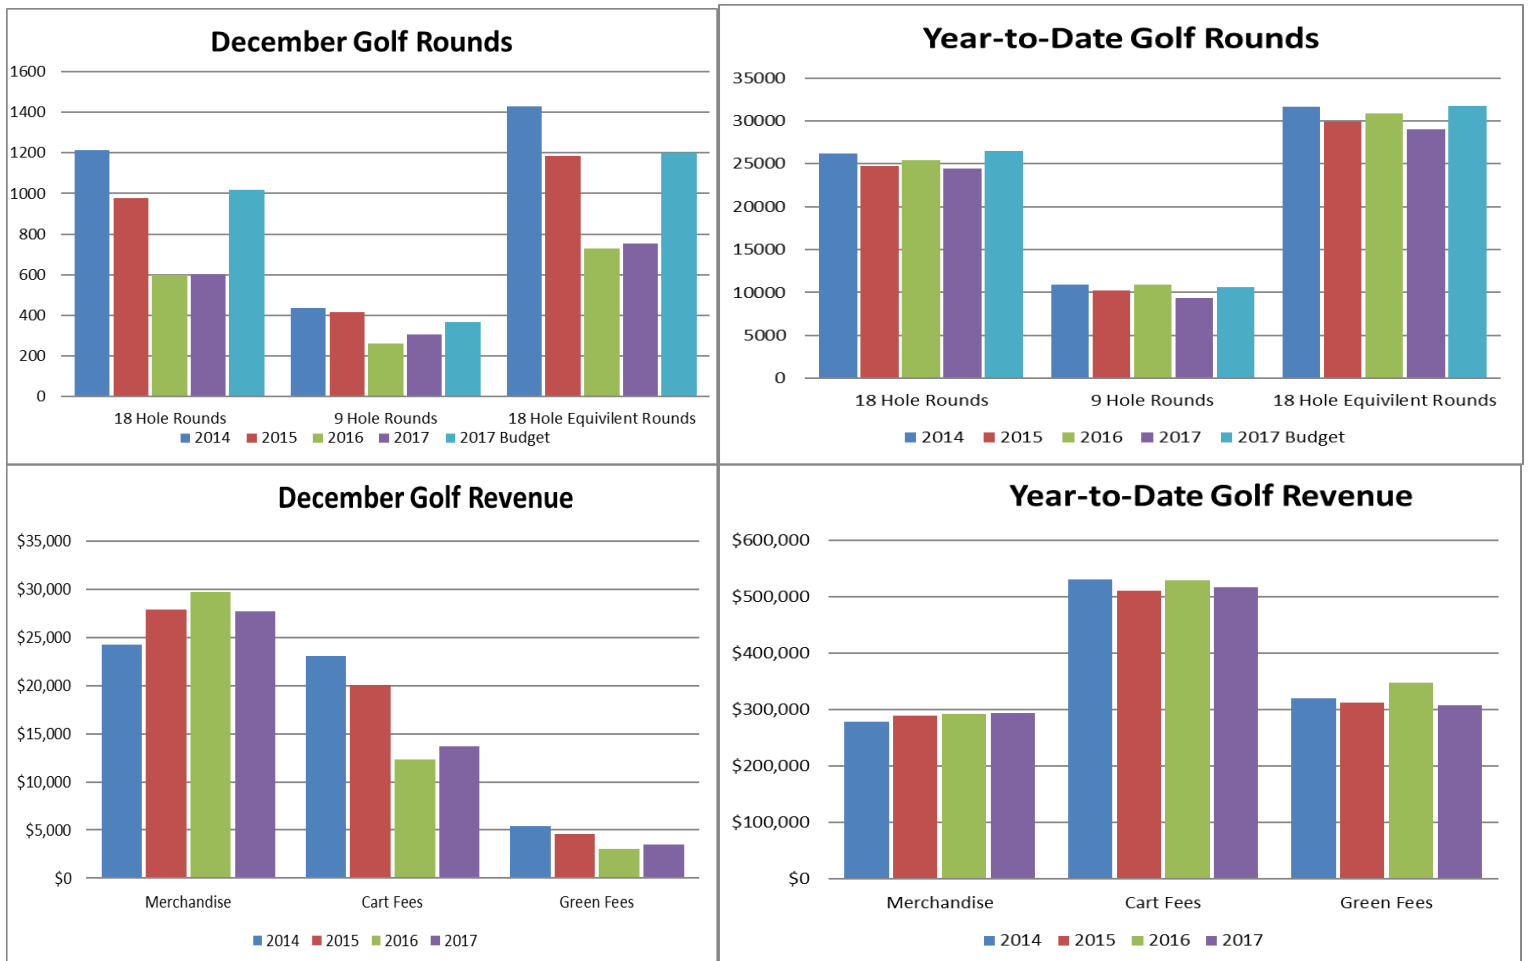 December Golf Rounds
1600
1400
1200
1000
800
600
400
200
0
18 Hole Rounds 9 Hole Rounds 18 Hole Equivilent Rounds
2014 2015 2016 2017 2017 Budget
Year-to-Date Golf Rounds
35000
30000
25000
20000
15000
10000
5000
0
18 Hole Rounds 9 Hole Rounds 18 Hole Equivilent Rounds
2014 2015 2016 2017 2017 Budget
December Golf Revenue
$35,000
$30,000
$25,000
$20,000
$15,000
$10,000
$5,000
$0
Merchandise Cart Fees Green Fees
2014 2015 2016 2017
Year-to-Date Golf Revenue
$600,000
$500,000
$400,000
$300,000
$200,000
$100,000
$0
Merchandise Cart Fees Green Fees
2014 2015 2016 2017